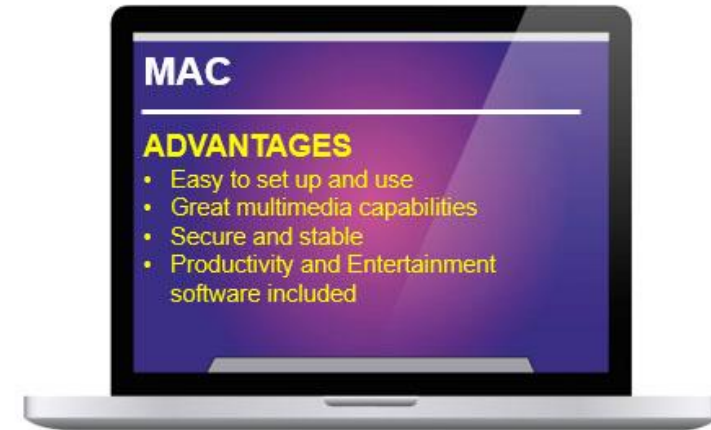 MAC
ADVANTAGES
• Easy to set up and use
• Great multimedia capabilities
• Secure and stable
• Productivity and Entertainment
software included